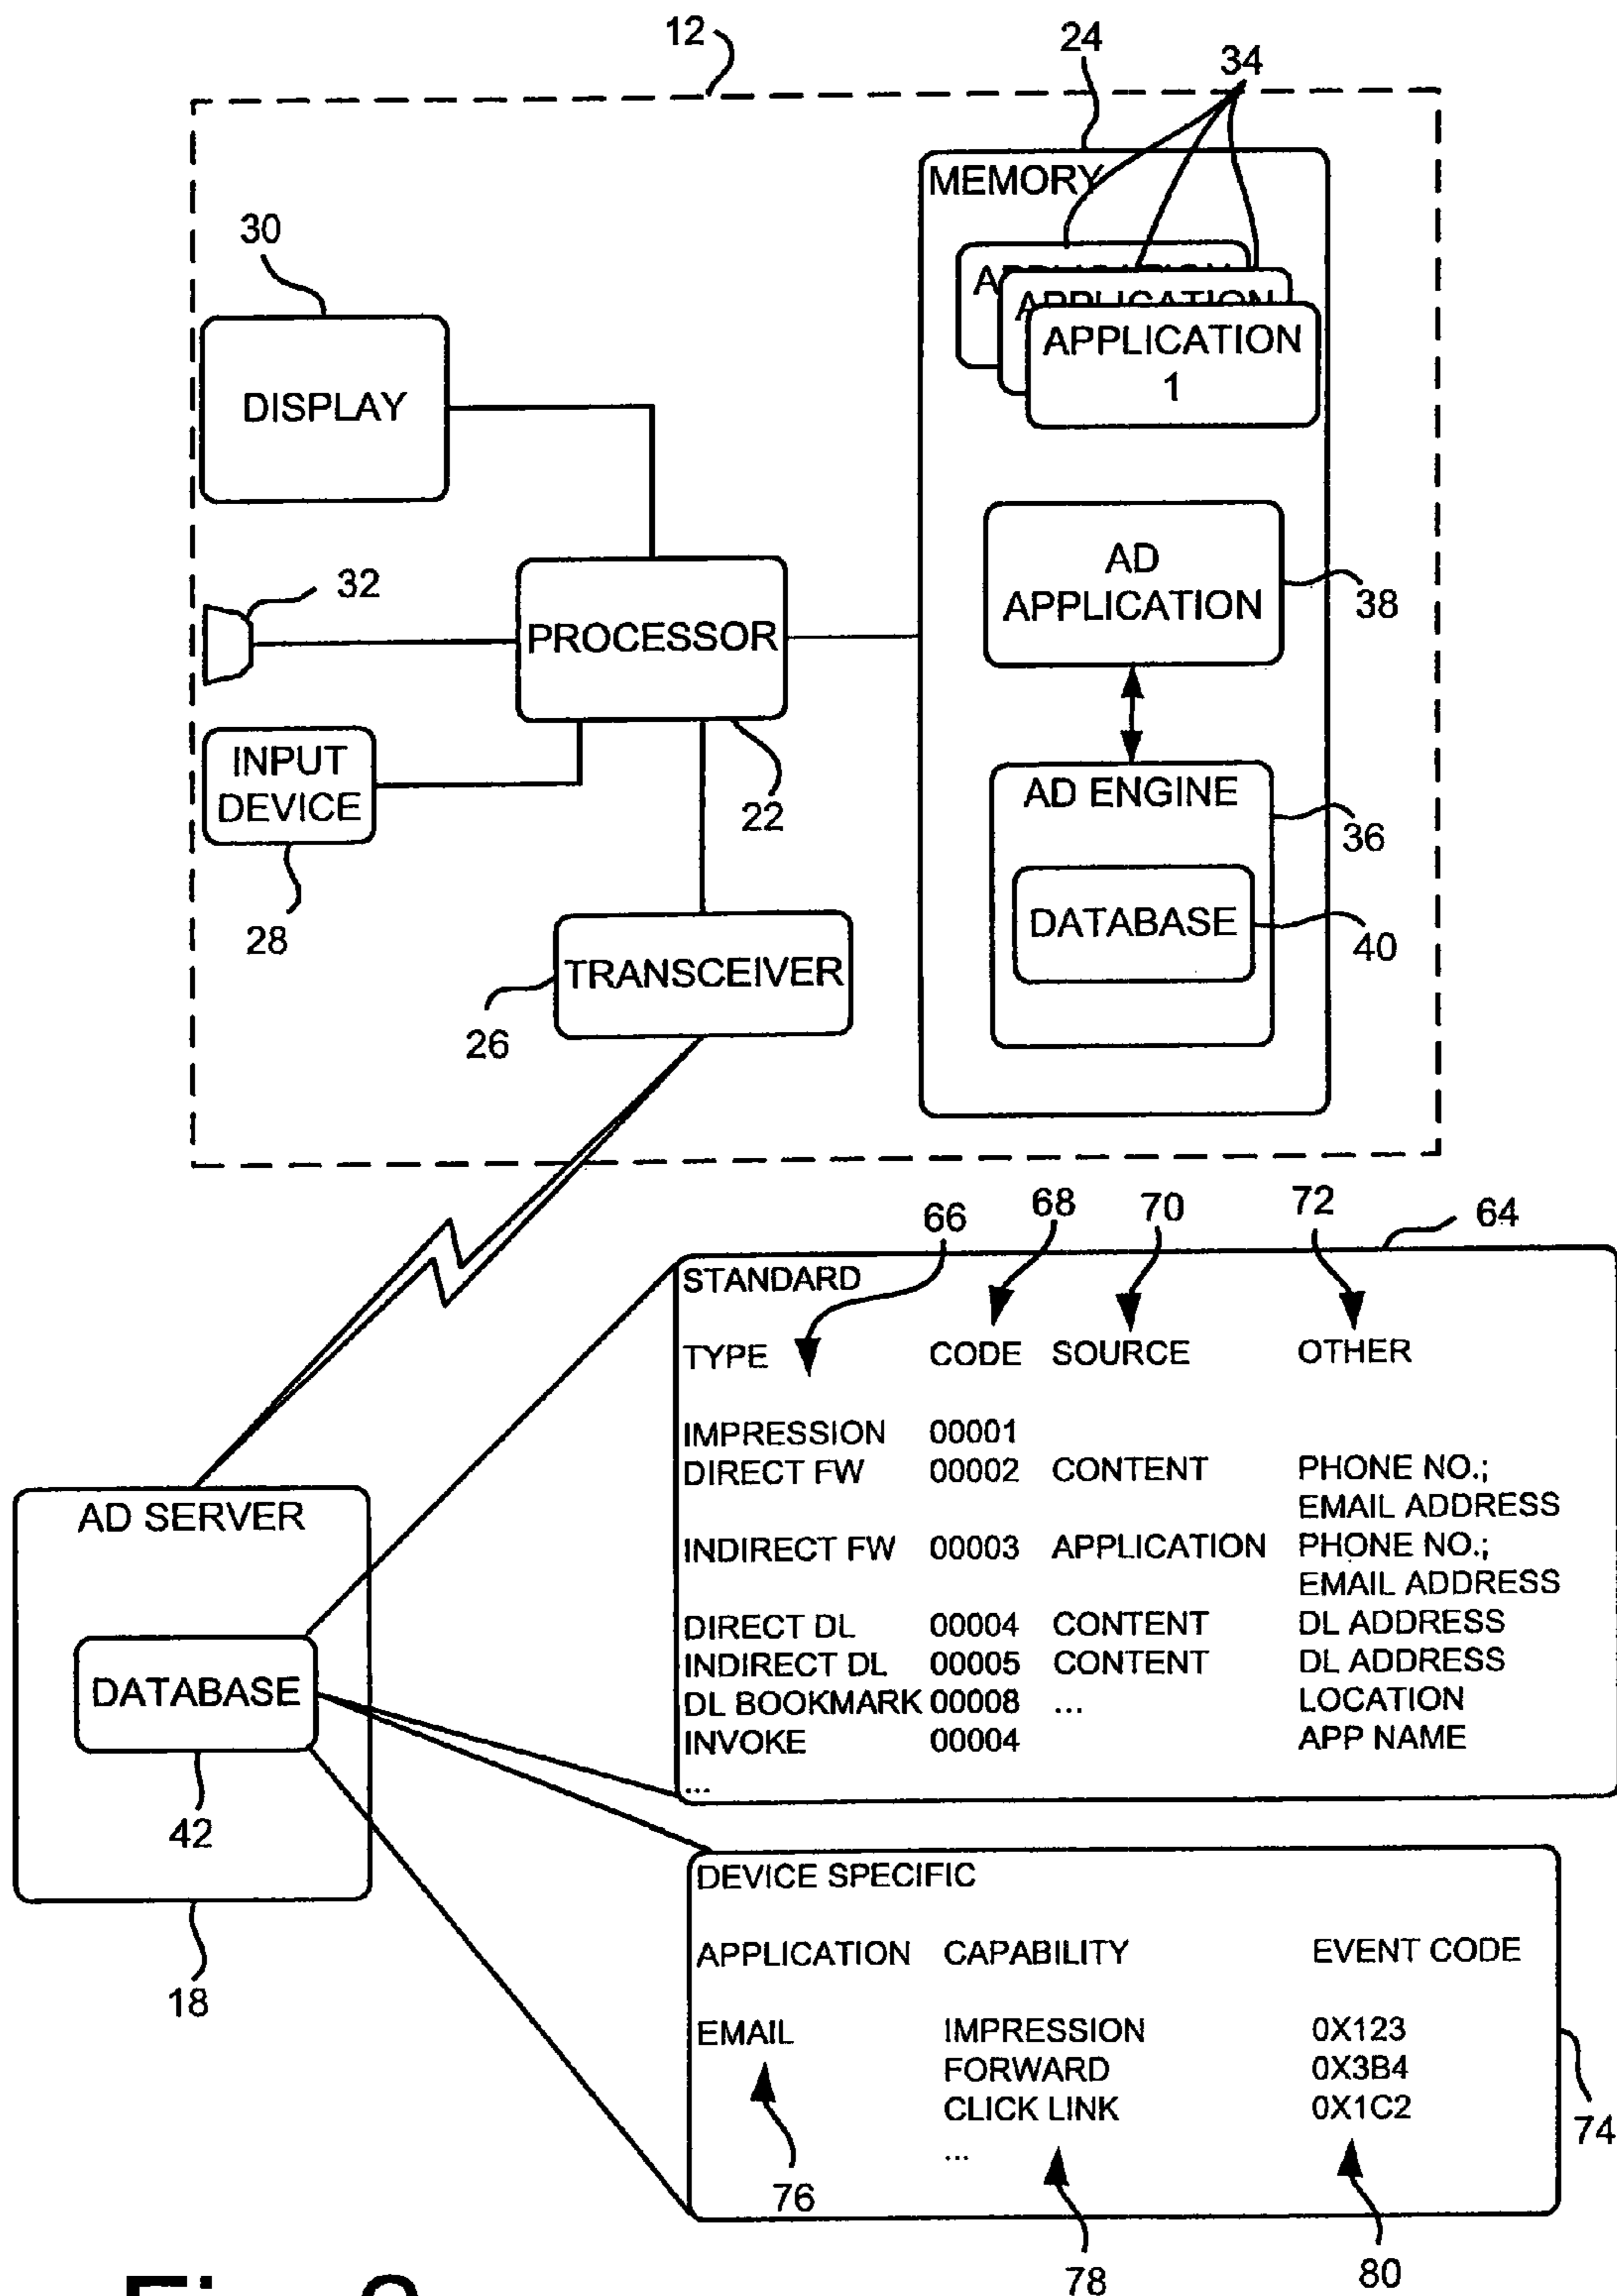 12
24
34
MEMORY
30
APPLICATION
APPLICATION
1
DISPLAY
AD
APPLICATION
38
32
PROCESSOR
22
INPUT
DEVICE
28
AD ENGINE
36
DATABASE
40
TRANSCEIVER
26
66
68
70
72
64
STANDARD
TYPE CODE SOURCE OTHER
IMPRESSION 00001
DIRECT FW 00002 CONTENT PHONE NO.;
EMAIL ADDRESS
INDIRECT FW 00003 APPLICATION PHONE NO.;
EMAIL ADDRESS
DIRECT DL 00004 CONTENT DL ADDRESS
INDIRECT DL 00005 CONTENT DL ADDRESS
DL BOOKMARK 00008 ... LOCATION
INVOKE 00004 APP NAME
...
AD SERVER
DATABASE
42
18
DEVICE SPECIFIC
APPLICATION CAPABILITY EVENT CODE
EMAIL IMPRESSION 0X123
FORWARD 0X3B4
CLICK LINK 0X1C2
...
74
76
78
80